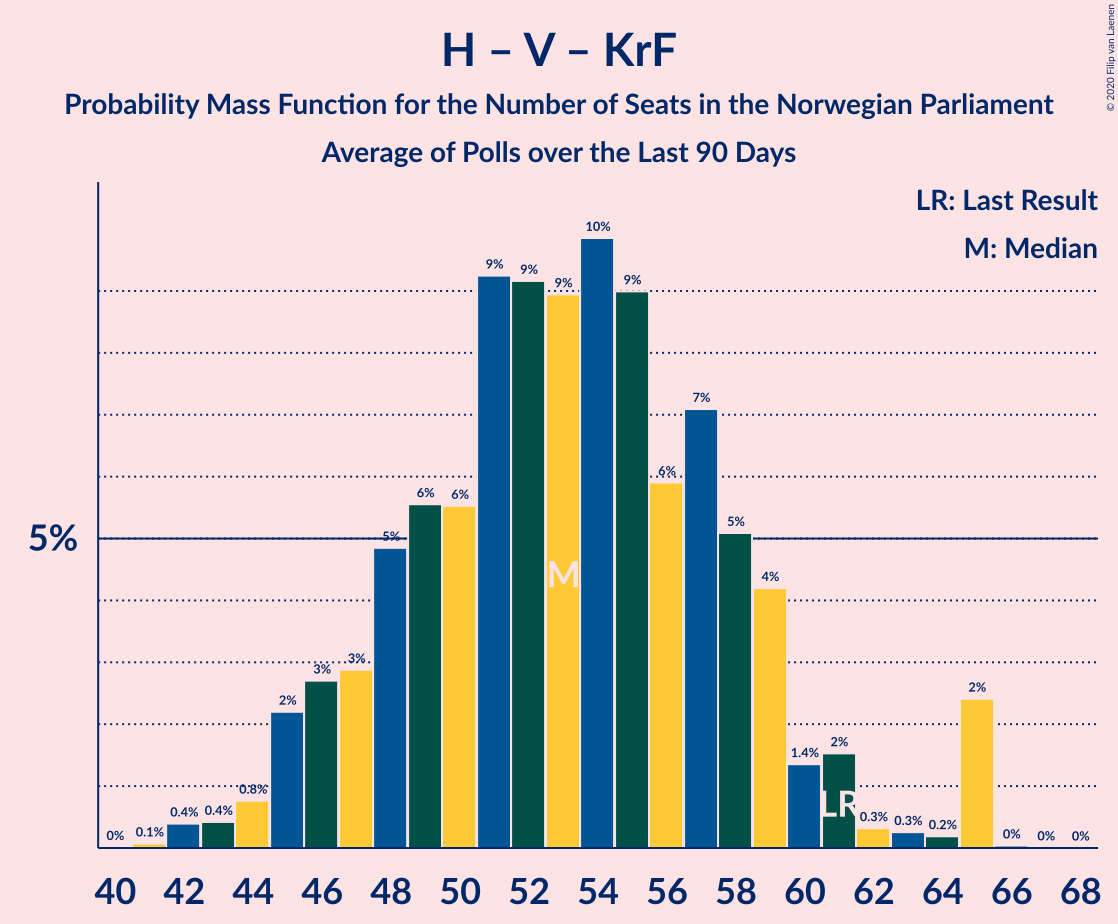 © 2020 Filip van Laenen
H – V – KrF
Probability Mass Function for the Number of Seats in the Norwegian Parliament
Average of Polls over the Last 90 Days
LR: Last Result
M: Median
5%
0% 0.1% 0.4% 0.4% 0.8% 2% 3% 3% 5% 6% 6% 9% 9% 9% 10% 9% 6% 7% 5% 4% 1.4% 2% 0.3% 0.3% 0.2% 2% 0% 0% 0%
M
LR
40 42 44 46 48 50 52 54 56 58 60 62 64 66 68